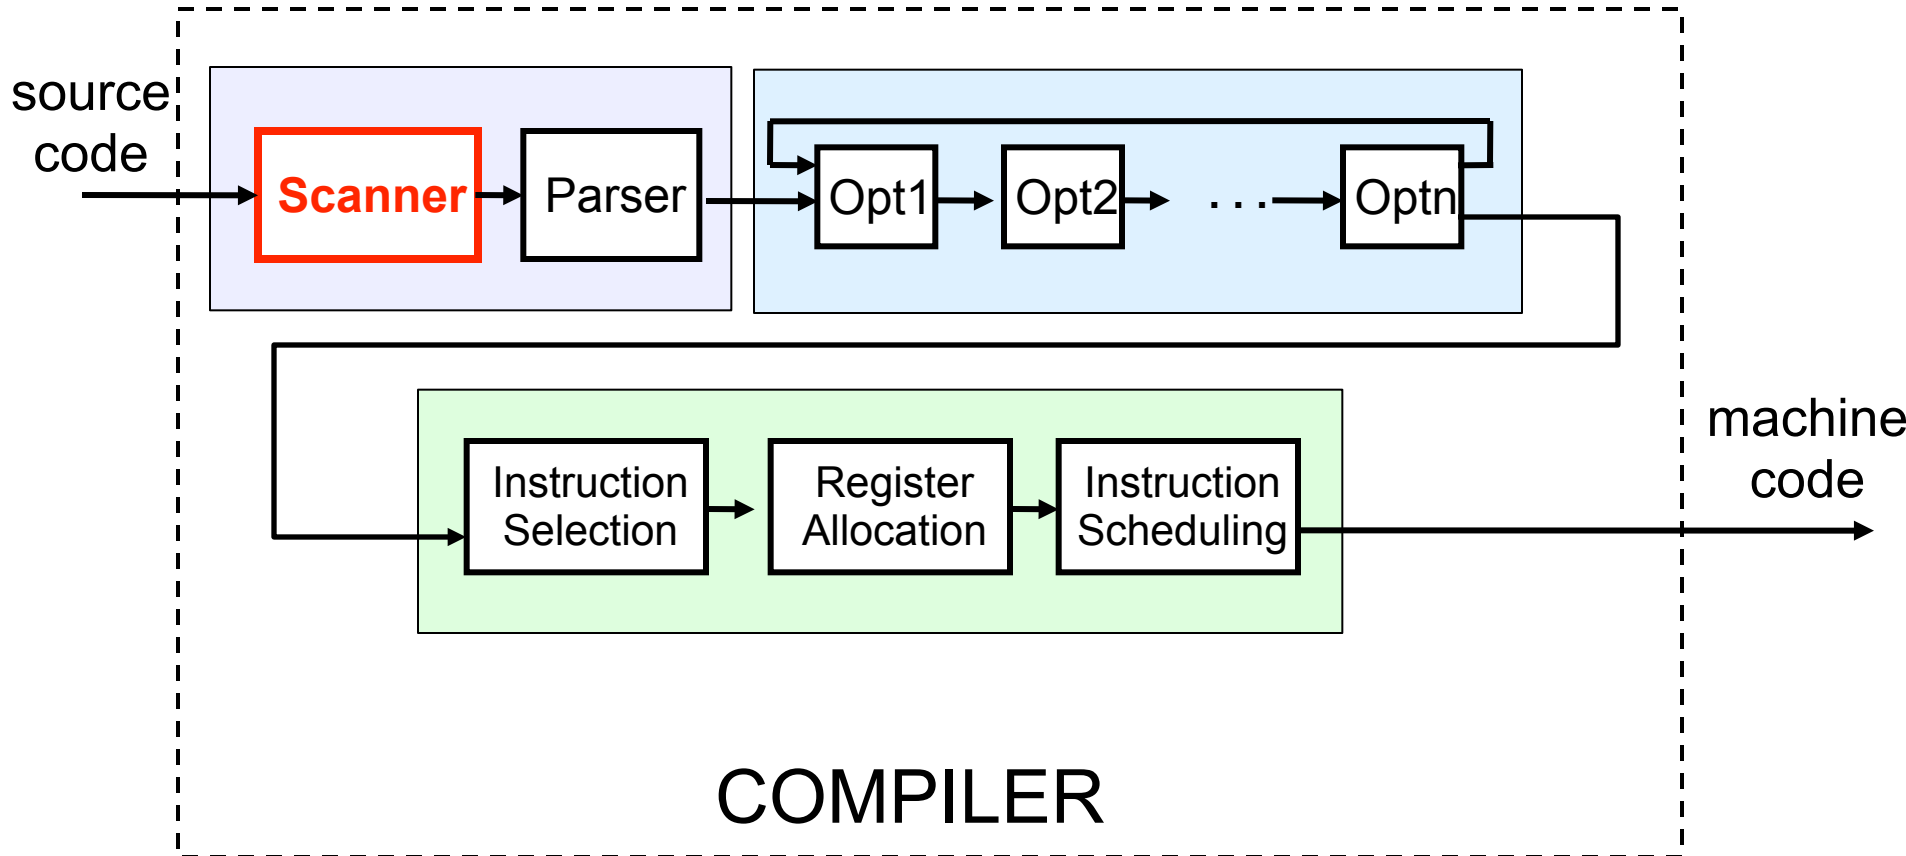 source
code
Scanner
Parser
Opt1
Opt2
. . .
Optn
Instruction
Selection
Register
Allocation
Instruction
Scheduling
machine
code
COMPILER